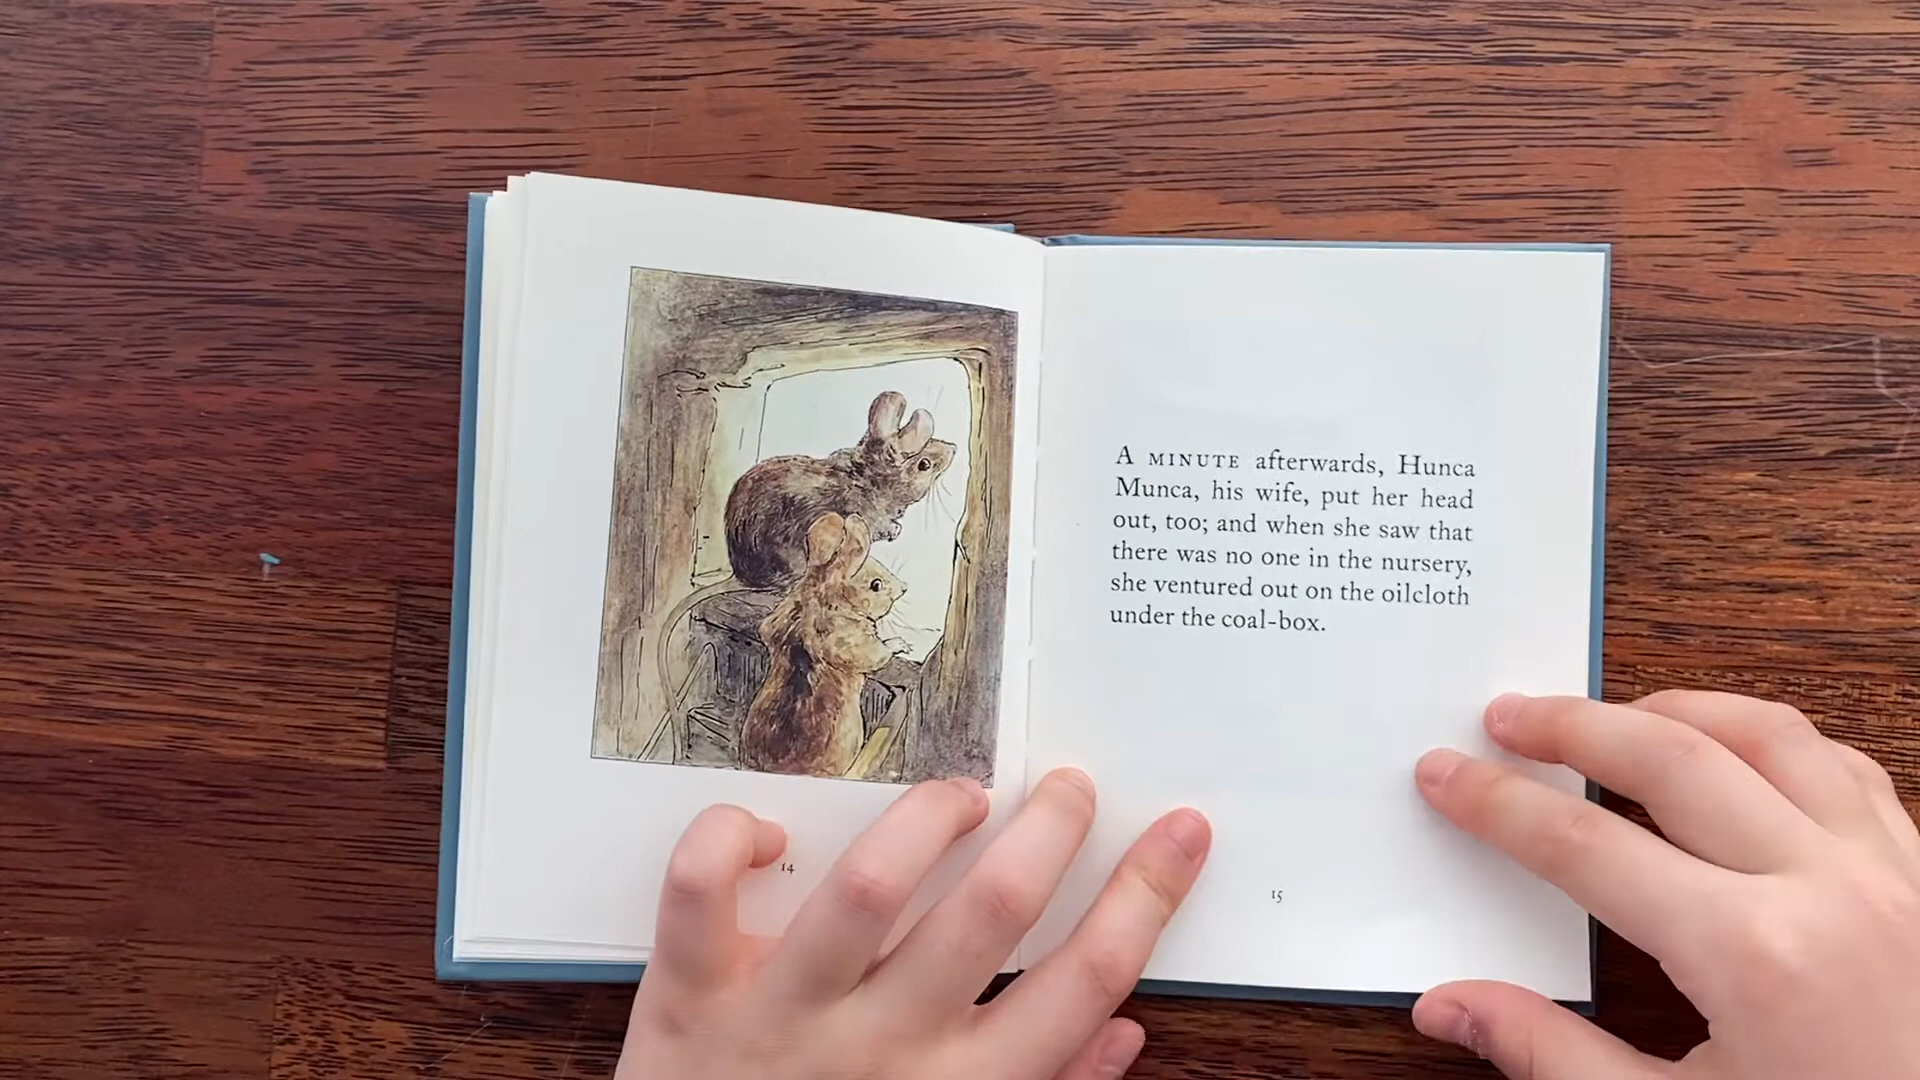 14
A MINUTE afterwards, Hunca
Munca, his wife, put her head
out, too; and when she saw that
there was no one in the nursery,
she ventured out on the oilcloth
under the coal-box.
15